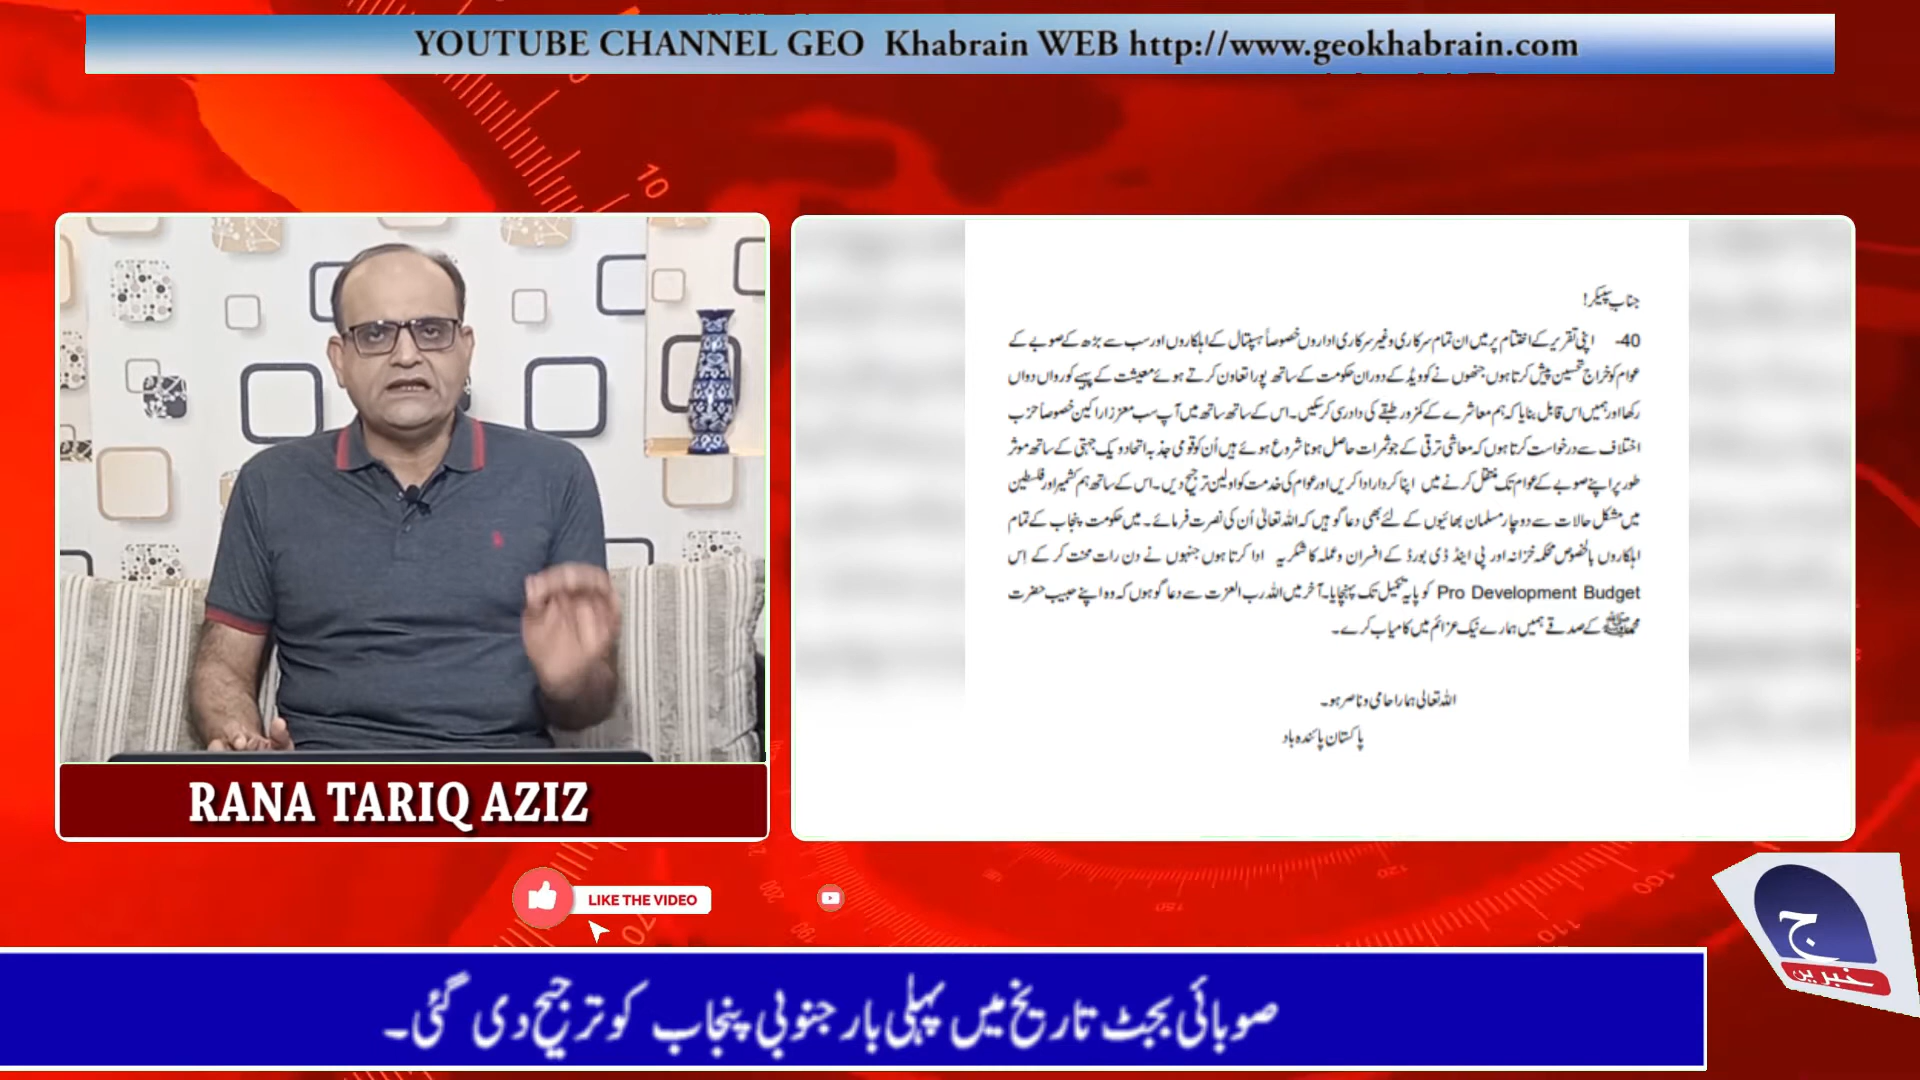 YOUTUBE CHANNEL GEO Khabrain WEB http://www.geokhabrain.com
10
جناب سپیکر!
40- اپنی تقریر کے اختتام پر میں ان تمام سرکاری و غیر سرکاری اداروں خصوصاً ہسپتال کے اہلکاروں اور سب سے بڑھ کے صوبے کے
عوام کو خراج تحسین پیش کرتا ہوں جنھوں نے کوویڈ کے دوران حکومت کے ساتھ پورا تعاون کرتے ہوئے معیشت کے پہیے کو رواں دواں
رکھا اور ہمیں اس قابل بنایا کہ ہم معاشرے کے کمزور طبقے کی داد رسی کر سکیں۔ اس کے ساتھ ساتھ میں آپ سب معزز اراکین خصوصاً حزب
اختلاف سے درخواست کرتا ہوں کہ معاشی ترقی کے جو ثمرات حاصل ہونا شروع ہوئے ہیں اُن کو قومی جذبہ اتحاد و یک جہتی کے ساتھ موثر
طور پر اپنے صوبے کے عوام تک منتقل کرنے میں اپنا کردار ادا کریں اور عوام کی خدمت کو اولین ترجیح دیں۔ اس کے ساتھ ہم کشمیر اور فلسطین
میں مشکل حالات سے دوچار مسلمان بھائیوں کے لئے بھی دعا گو ہیں کہ اللہ تعالیٰ اُن کی نصرت فرمائے۔ میں حکومت پنجاب کے تمام
اہلکاروں بالخصوص محکمہ خزانہ اور پی اینڈ ڈی بورڈ کے افسران و عملہ کا شکریہ ادا کرتا ہوں جنہوں نے دن رات محنت کر کے اِس
Pro Development Budget کو پایہ تکمیل تک پہنچایا۔ آخر میں اللہ رب العزت سے دعا گو ہوں کہ وہ اپنے حبیب حضرت
محمد ﷺ کے صدقے ہمیں ہمارے نیک عزائم میں کامیاب کرے۔
اللہ تعالی ہمارا حامی و ناصر ہو۔
پاکستان پائندہ باد
RANA TARIQ AZIZ
LIKE THE VIDEO
ج
خبریں
صوبائی بجٹ تاریخ میں پہلی بار جنوبی پنجاب کو ترجیح دی گئی۔